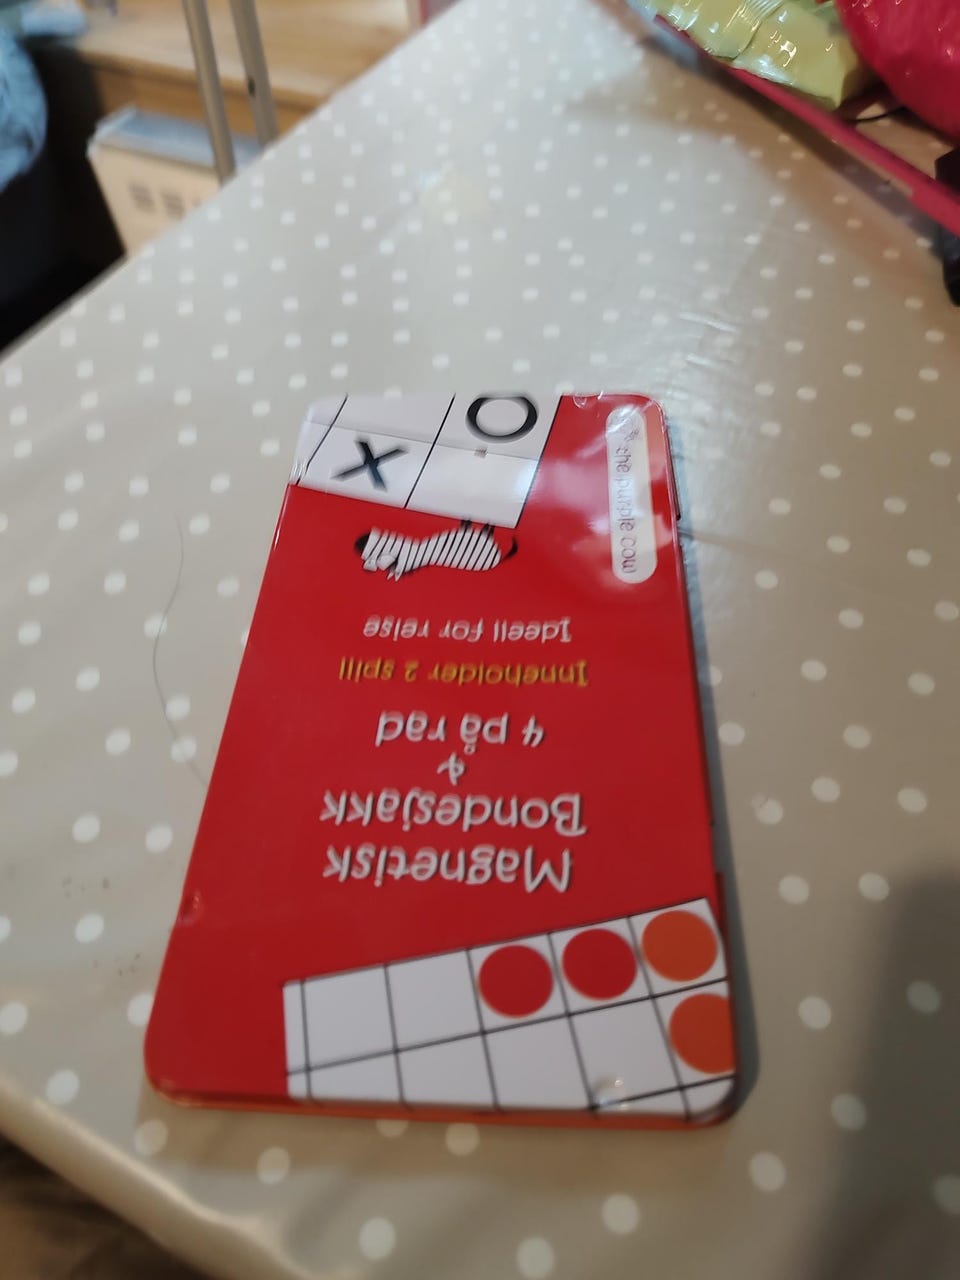 Magnetisk
Bondesjakk
&
4 på rad
Inneholder 2 spill
Ideell for reise
the purple cow
X
O